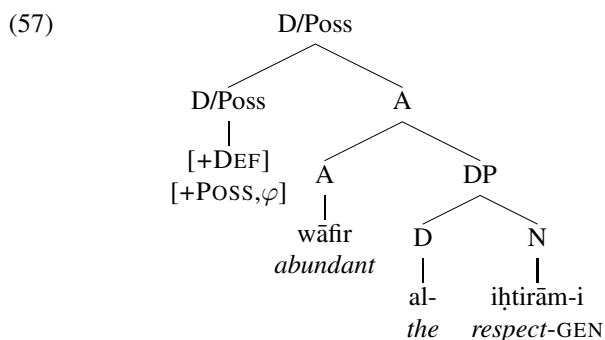 (57) D/Poss
D/Poss A
[+DEF] A DP
[+POSS,φ]
wāfir D N
abundant
al- iḥtirām-i
the respect-GEN